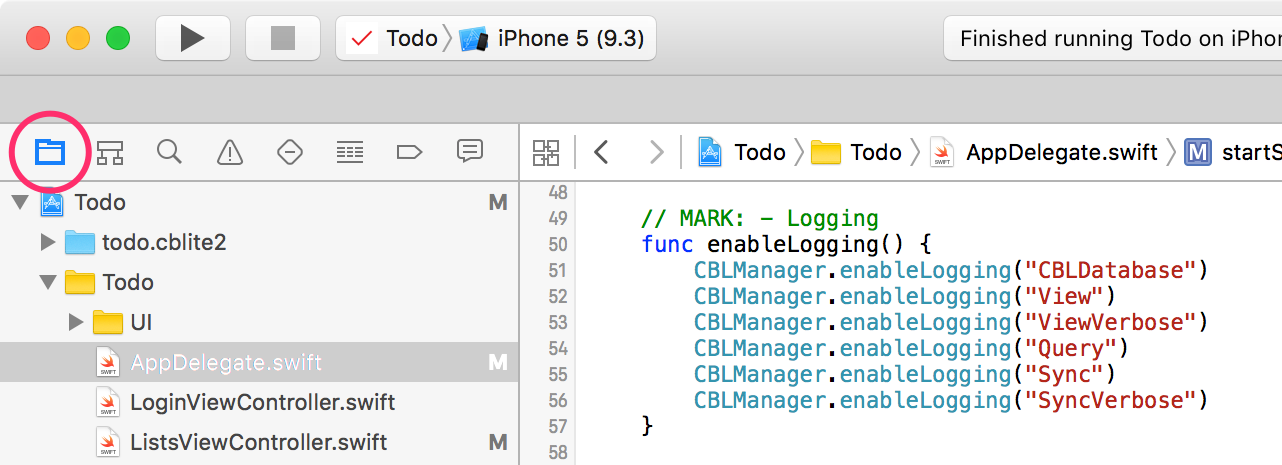 Todo iPhone 5 (9.3) Finished running Todo on iPhon
Todo Todo AppDelegate.swift M startS
Todo M
todo.cblite2
Todo
UI
SWIFT AppDelegate.swift M
SWIFT LoginViewController.swift
SWIFT ListsViewController.swift M
48
49 // MARK: - Logging
50 func enableLogging() {
51 CBLManager.enableLogging("CBLDatabase")
52 CBLManager.enableLogging("View")
53 CBLManager.enableLogging("ViewVerbose")
54 CBLManager.enableLogging("Query")
55 CBLManager.enableLogging("Sync")
56 CBLManager.enableLogging("SyncVerbose")
57 }
58